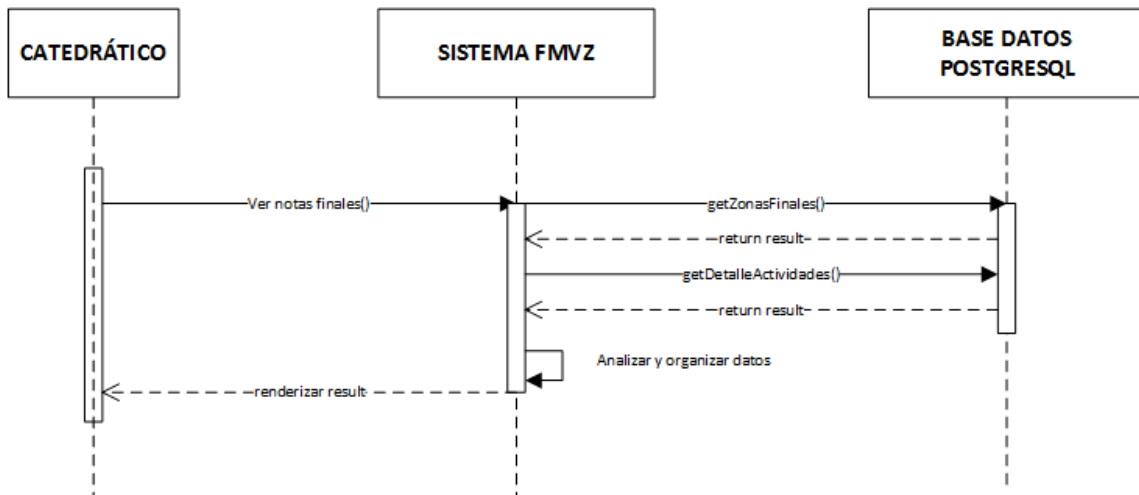 CATEDRÁTICO
SISTEMA FMVZ
BASE DATOS
POSTGRESQL
Ver notas finales()
getZonasFinales()
return result
getDetalleActividades()
return result
Analizar y organizar datos
renderizar result